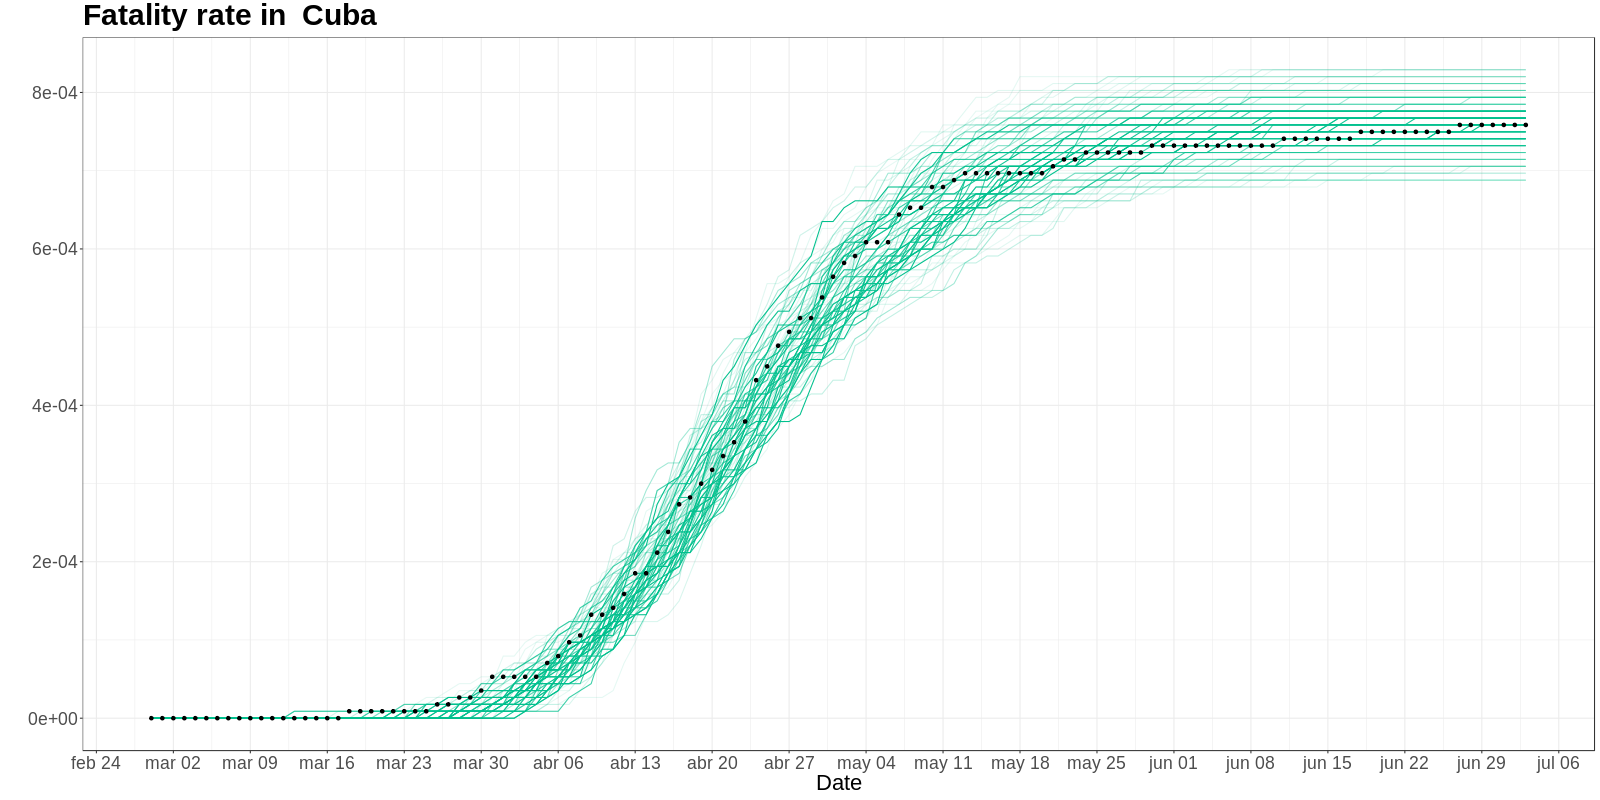 Fatality rate in  Cuba
8e-04
6e-04
4e-04
2e-04
0e+00
feb 24 mar 02 mar 09 mar 16 mar 23 mar 30 abr 06 abr 13 abr 20 abr 27 may 04 may 11 may 18 may 25 jun 01 jun 08 jun 15 jun 22 jun 29 jul 06
Date